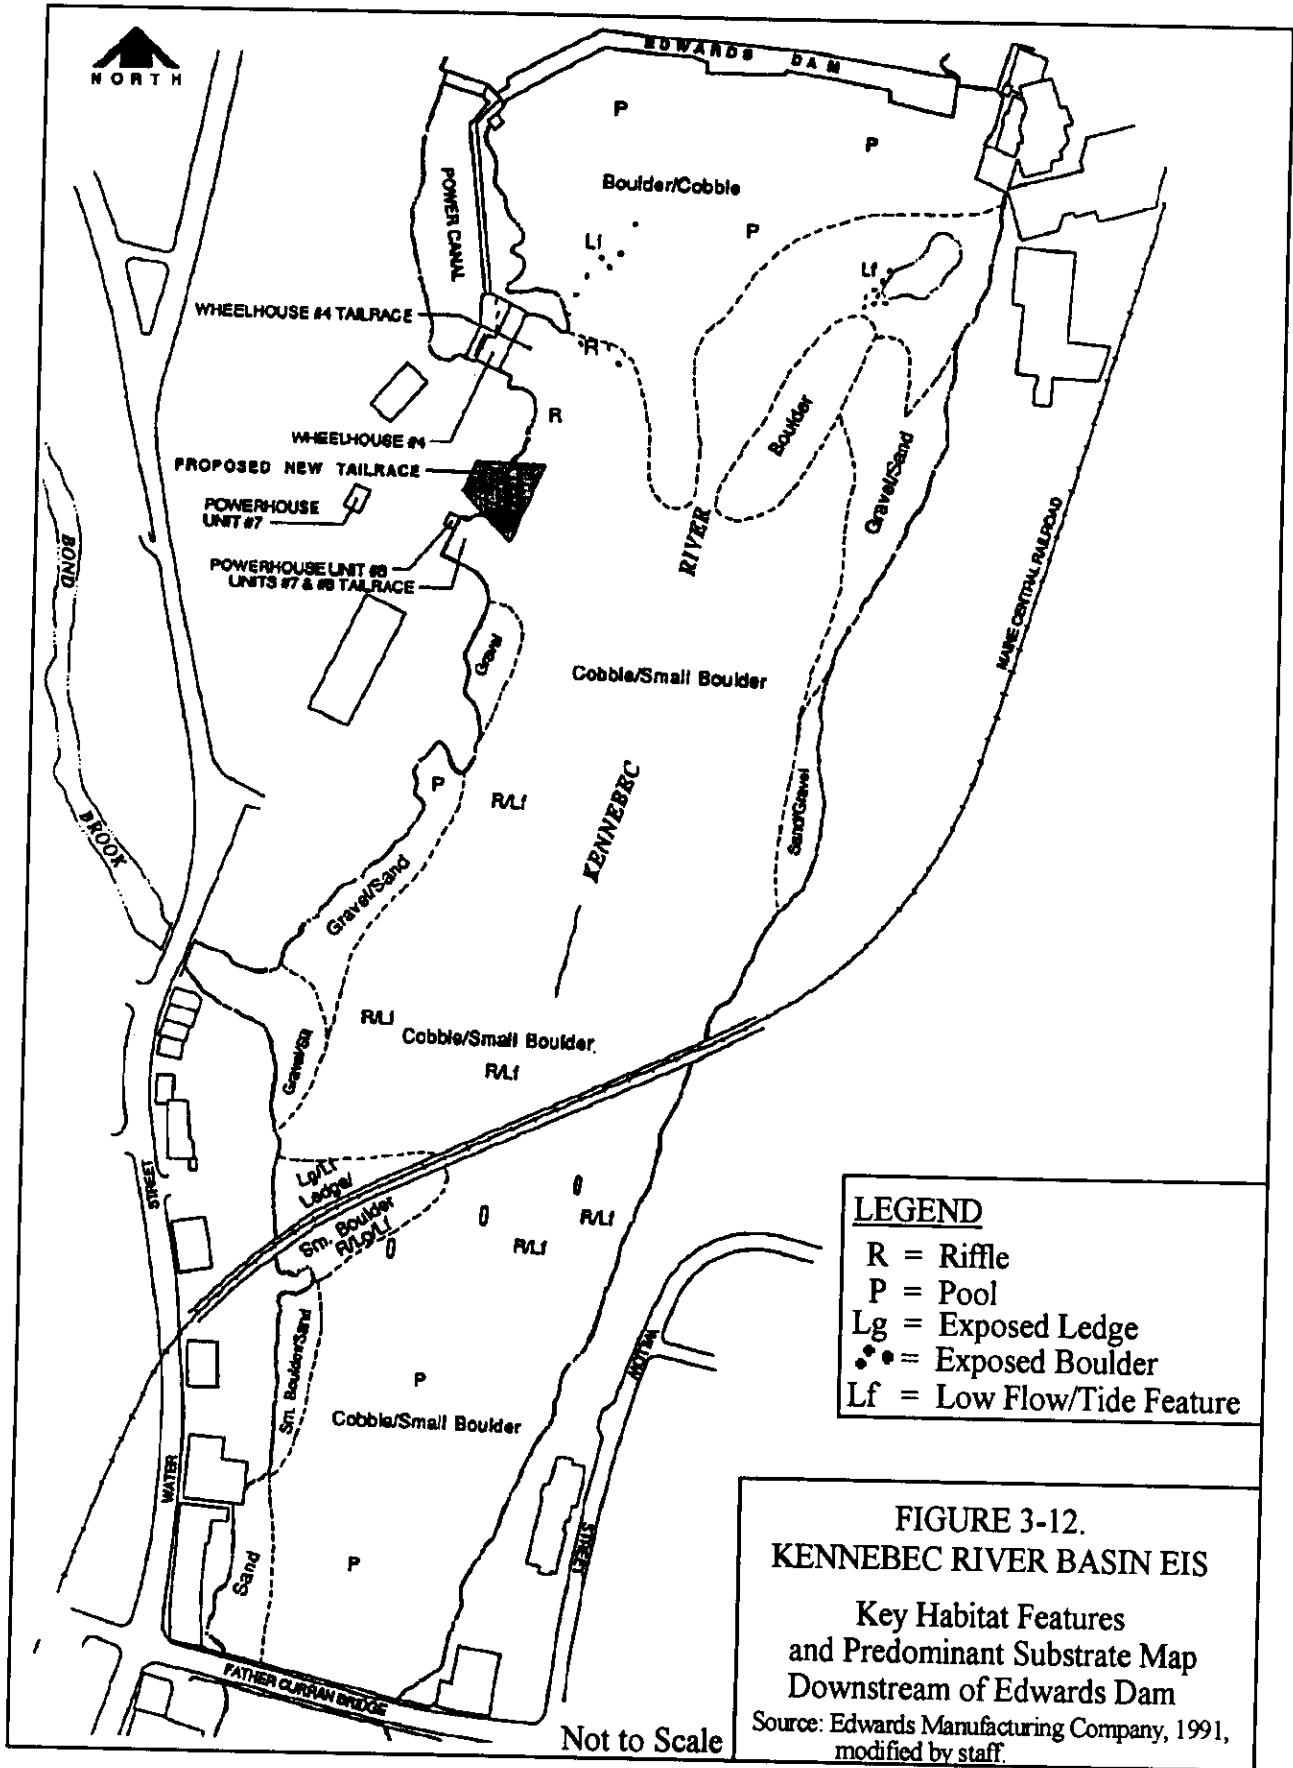 NORTH
EDWARDS DAM
P
P
Boulder/Cobble
POWER CANAL
P
Lf
Lf
WHEELHOUSE #4 TAILRACE
R
Boulder
R
WHEELHOUSE #4
Gravel/Sand
PROPOSED NEW TAILRACE
POWERHOUSE
UNIT #7
RIVER
BOND
POWERHOUSE UNIT #8
UNITS #7 & #8 TAILRACE
MAINE CENTRAL RAILROAD
Gravel
Cobble/Small Boulder
P
R/Lf
KENNEBEC
Sand/Gravel
BROOK
Gravel/Sand
R/Lf
Cobble/Small Boulder
Gravel/Silt
R/Lf
Lg/Lf
Ledge/
Sm. Boulder
R/Lg/Lf
STREET
R/Lf
R/Lf
LEGEND
R = Riffle
P = Pool
Lg = Exposed Ledge
= Exposed Boulder
Lf = Low Flow/Tide Feature
WILLOW
Sm. Boulder/Sand
P
Cobble/Small Boulder
WATER
STREET
P
Sand
FATHER CURRAN BRIDGE
Not to Scale
FIGURE 3-12.
KENNEBEC RIVER BASIN EIS
Key Habitat Features
and Predominant Substrate Map
Downstream of Edwards Dam
Source: Edwards Manufacturing Company, 1991,
modified by staff.